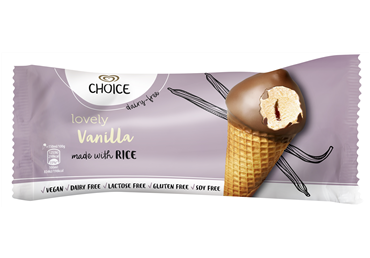 CHOICE
dairy-free
lovely
Vanilla
made with RICE
√ VEGAN √ DAIRY FREE √ LACTOSE FREE √ GLUTEN FREE √ SOY FREE